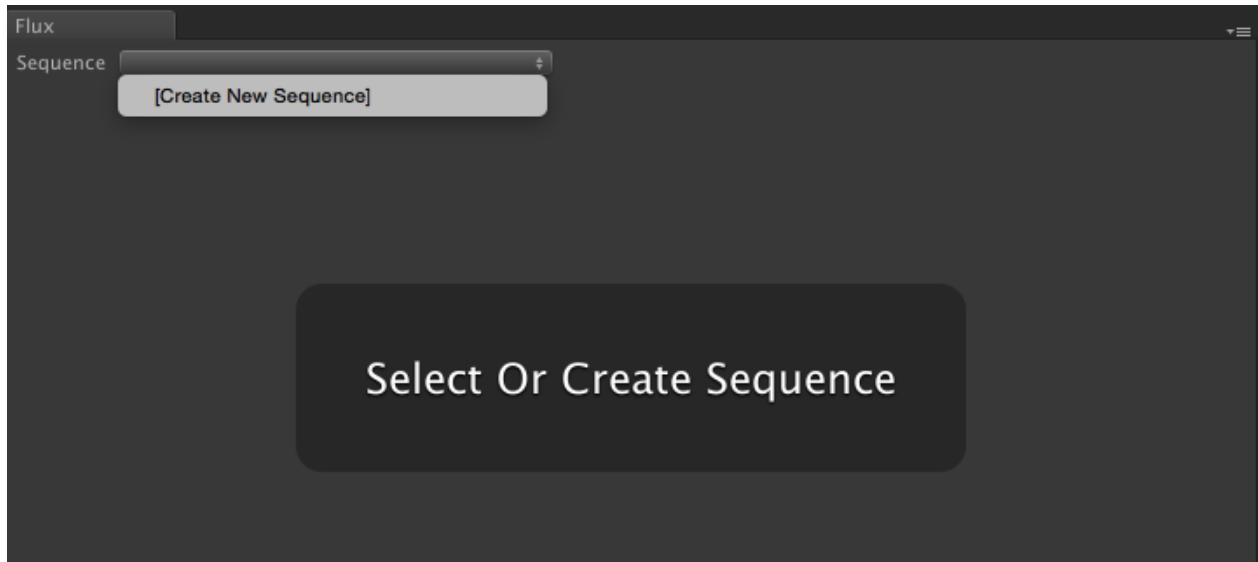 Flux
Sequence
[Create New Sequence]
Select Or Create Sequence